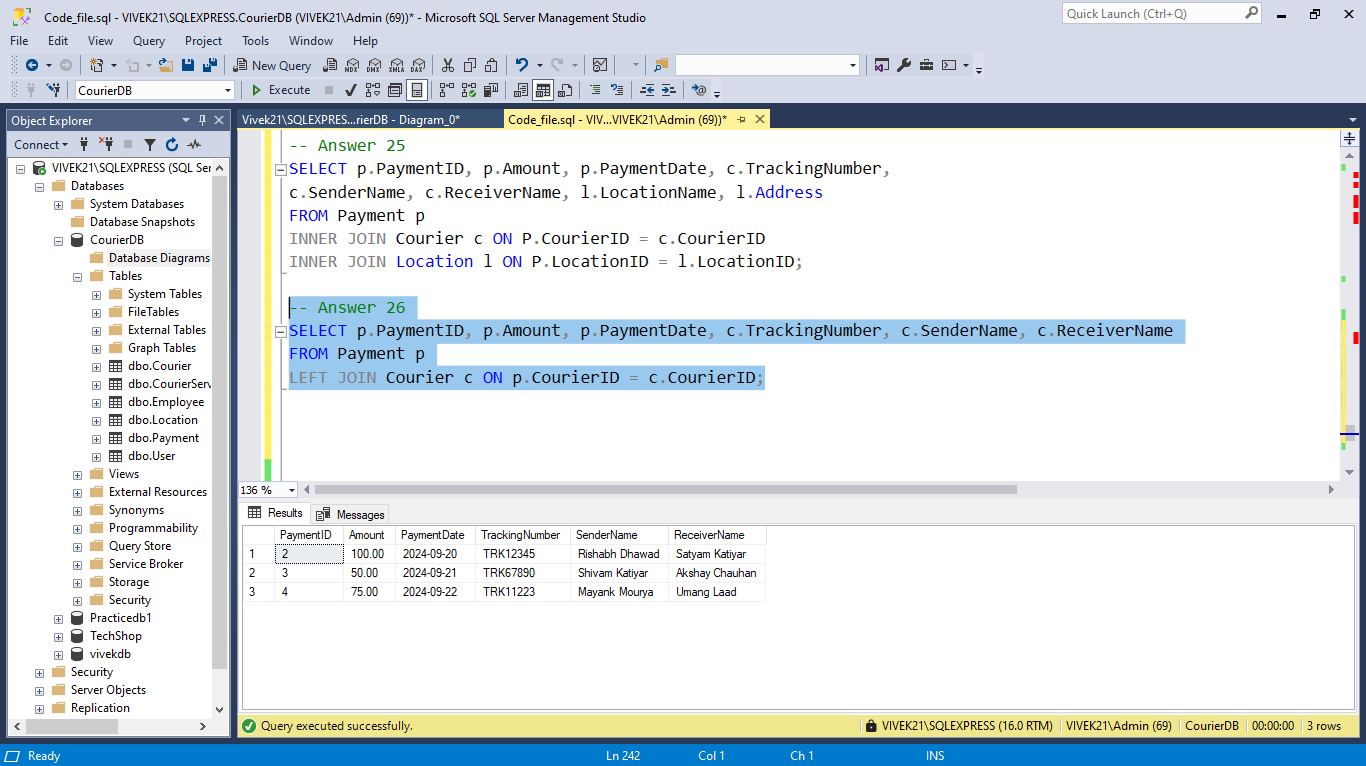 Code_file.sql - VIVEK21\SQLEXPRESS.CourierDB (VIVEK21\Admin (69))* - Microsoft SQL Server Management Studio
Quick Launch (Ctrl+Q)
File Edit View Query Project Tools Window Help
New Query MDX DMX XMLA DAX
CourierDB Execute
Object Explorer
Connect
VIVEK21\SQLEXPRESS (SQL Ser
Databases
System Databases
Database Snapshots
CourierDB
Database Diagrams
Tables
System Tables
FileTables
External Tables
Graph Tables
dbo.Courier
dbo.CourierServ
dbo.Employee
dbo.Location
dbo.Payment
dbo.User
Views
External Resources
Synonyms
Programmability
Query Store
Service Broker
Storage
Security
Practicedb1
TechShop
vivekdb
Security
Server Objects
Replication
Vivek21\SQLEXPRES...rierDB - Diagram_0* Code_file.sql - VIV...VIVEK21\Admin (69))*
-- Answer 25
SELECT p.PaymentID, p.Amount, p.PaymentDate, c.TrackingNumber,
c.SenderName, c.ReceiverName, l.LocationName, l.Address
FROM Payment p
INNER JOIN Courier c ON P.CourierID = c.CourierID
INNER JOIN Location l ON P.LocationID = l.LocationID;
-- Answer 26
SELECT p.PaymentID, p.Amount, p.PaymentDate, c.TrackingNumber, c.SenderName, c.ReceiverName
FROM Payment p
LEFT JOIN Courier c ON p.CourierID = c.CourierID;
136 %
Results Messages
PaymentID Amount PaymentDate TrackingNumber SenderName ReceiverName
1 2 100.00 2024-09-20 TRK12345 Rishabh Dhawad Satyam Katiyar
2 3 50.00 2024-09-21 TRK67890 Shivam Katiyar Akshay Chauhan
3 4 75.00 2024-09-22 TRK11223 Mayank Mourya Umang Laad
Query executed successfully. VIVEK21\SQLEXPRESS (16.0 RTM) VIVEK21\Admin (69) CourierDB 00:00:00 3 rows
Ready Ln 242 Col 1 Ch 1 INS